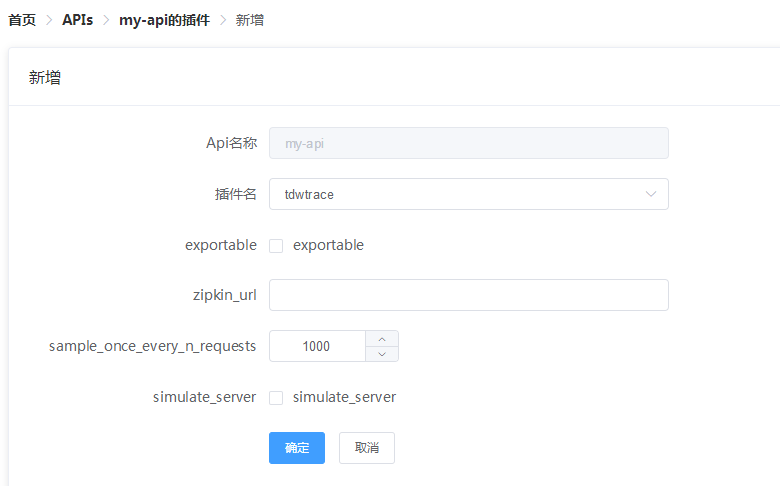 首页 > APIs > my-api的插件 > 新增
新增
Api名称 my-api
插件名 tdwtrace
exportable exportable
zipkin_url
sample_once_every_n_requests 1000
simulate_server simulate_server
确定 取消